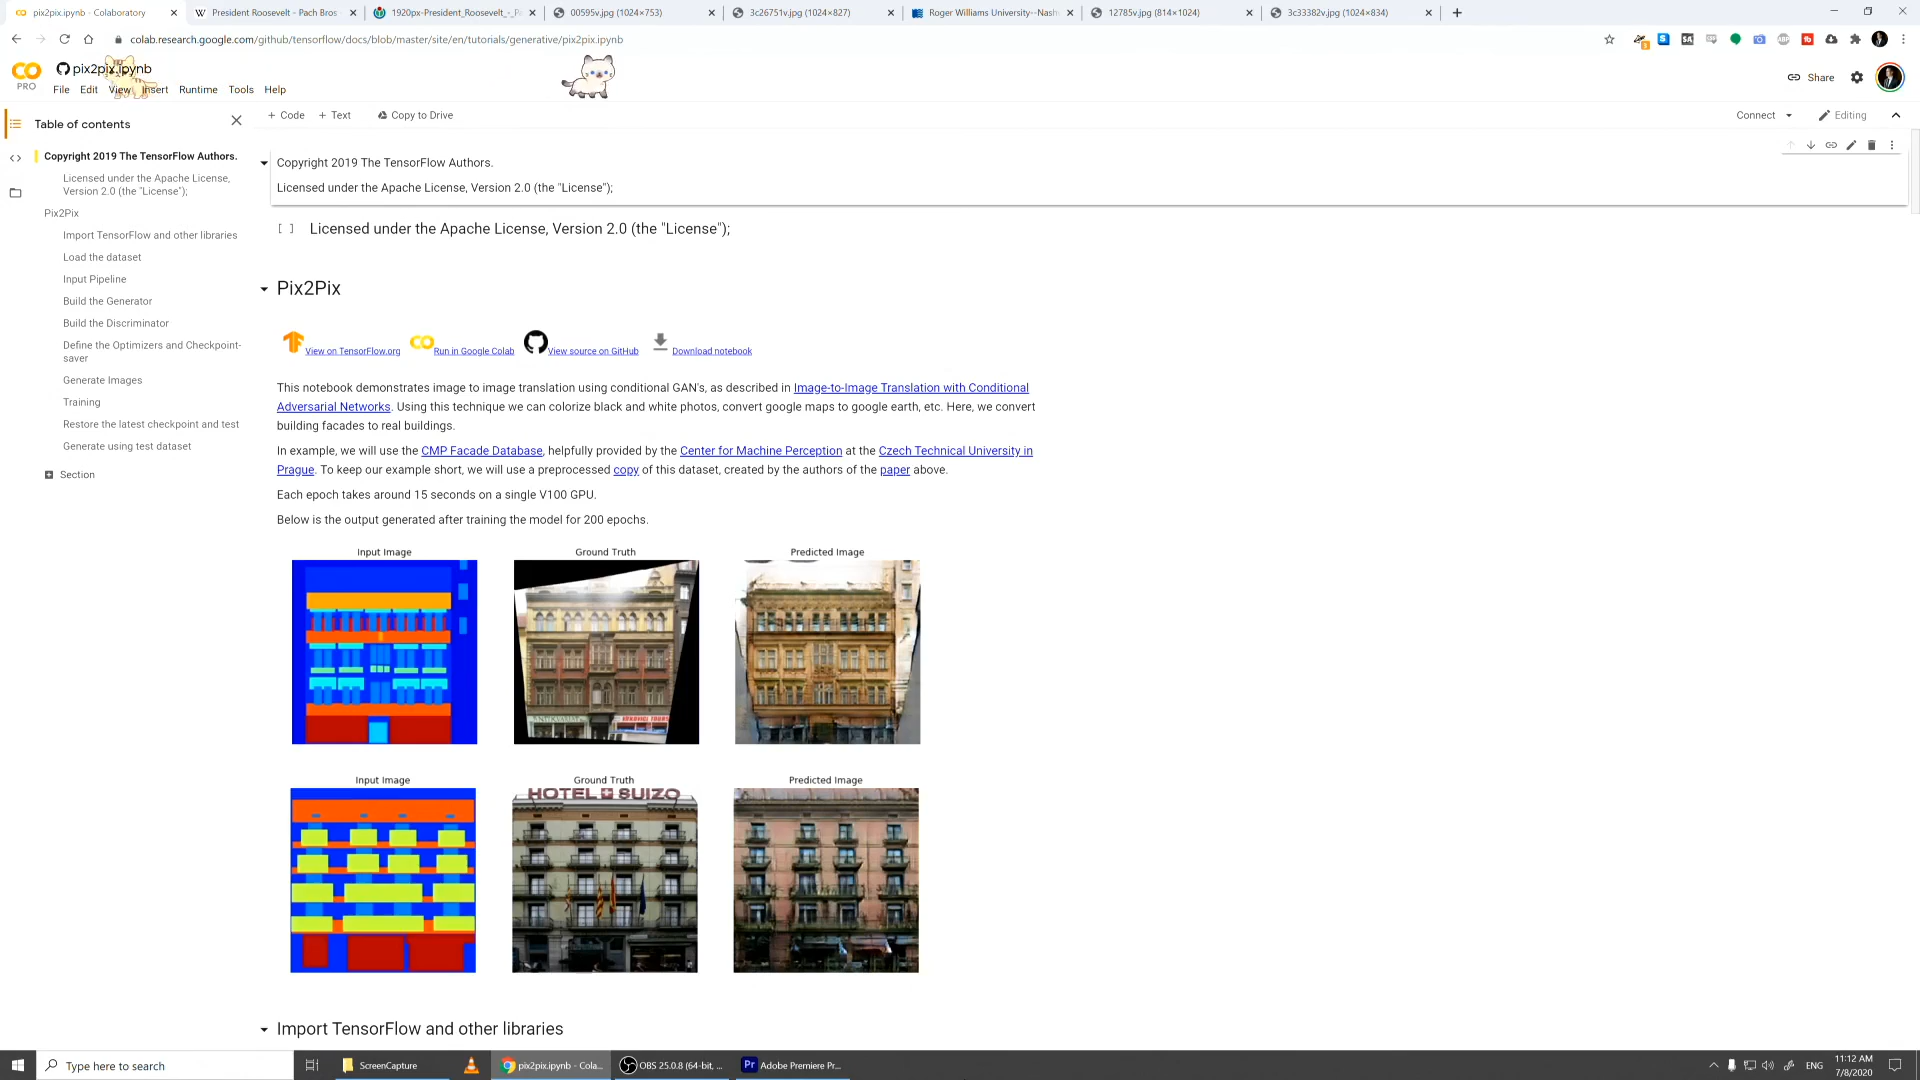 pix2pix.ipynb - Colaboratory
President Roosevelt - Pach Bros
1920px-President_Roosevelt_-_Pa
00595v.jpg (1024×753)
3c26751v.jpg (1024×827)
Roger Williams University--Nash
12785v.jpg (814×1024)
3c33382v.jpg (1024×834)
colab.research.google.com/github/tensorflow/docs/blob/master/site/en/tutorials/generative/pix2pix.ipynb
PRO
pix2pix.ipynb
File Edit View Insert Runtime Tools Help
Share
Table of contents
+ Code + Text Copy to Drive
Connect
Editing
Copyright 2019 The TensorFlow Authors.
Licensed under the Apache License,
Version 2.0 (the "License");
Pix2Pix
Import TensorFlow and other libraries
Load the dataset
Input Pipeline
Build the Generator
Build the Discriminator
Define the Optimizers and Checkpoint-
saver
Generate Images
Training
Restore the latest checkpoint and test
Generate using test dataset
Section
Copyright 2019 The TensorFlow Authors.
Licensed under the Apache License, Version 2.0 (the "License");
[ ] Licensed under the Apache License, Version 2.0 (the "License");
Pix2Pix
View on TensorFlow.org Run in Google Colab View source on GitHub Download notebook
This notebook demonstrates image to image translation using conditional GAN's, as described in Image-to-Image Translation with Conditional
Adversarial Networks. Using this technique we can colorize black and white photos, convert google maps to google earth, etc. Here, we convert
building facades to real buildings.
In example, we will use the CMP Facade Database, helpfully provided by the Center for Machine Perception at the Czech Technical University in
Prague. To keep our example short, we will use a preprocessed copy of this dataset, created by the authors of the paper above.
Each epoch takes around 15 seconds on a single V100 GPU.
Below is the output generated after training the model for 200 epochs.
Input Image Ground Truth Predicted Image
Input Image Ground Truth Predicted Image
HOTEL SUIZO
Import TensorFlow and other libraries
Type here to search
ScreenCapture
pix2pix.ipynb - Cola...
OBS 25.0.8 (64-bit, ...
Pr Adobe Premiere Pr...
ENG
11:12 AM
7/8/2020